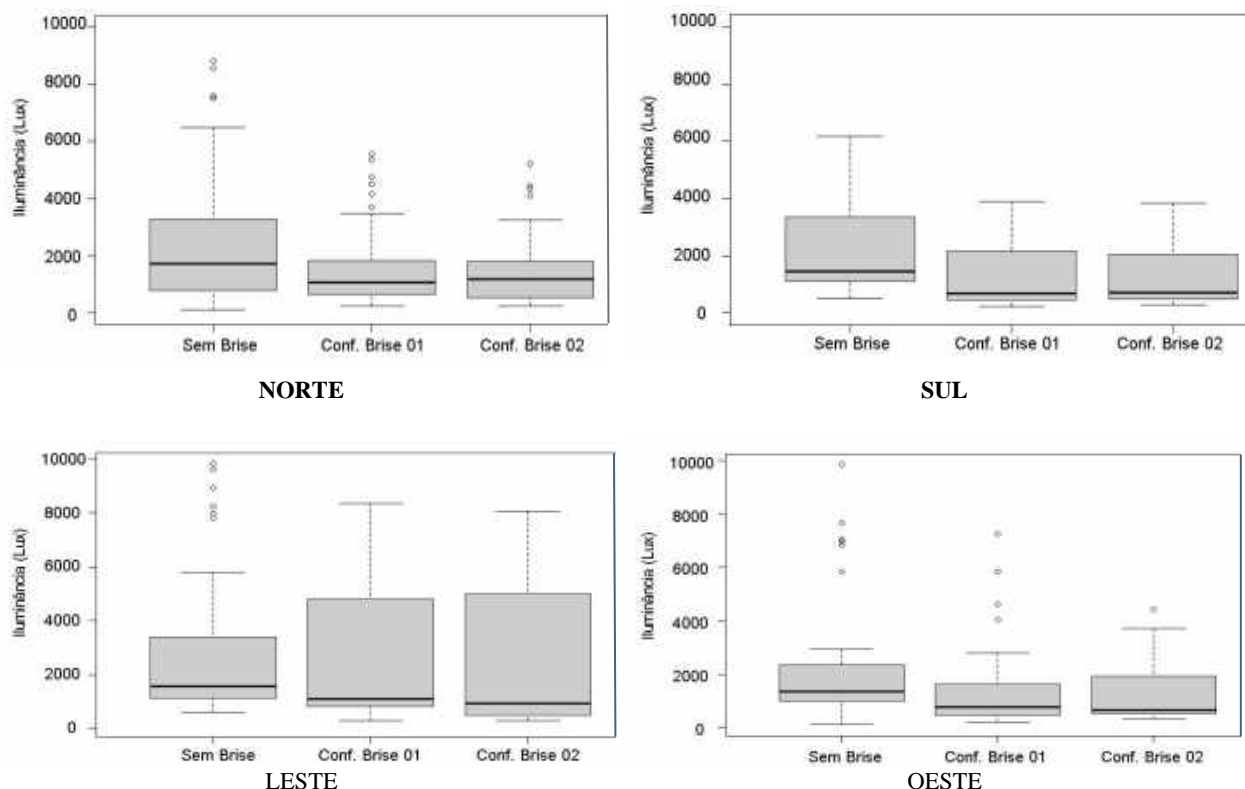 10000
8000
6000
4000
2000
0
Iluminância (Lux)
Sem Brise Conf. Brise 01 Conf. Brise 02
NORTE
10000
8000
6000
4000
2000
0
Iluminância (Lux)
Sem Brise Conf. Brise 01 Conf. Brise 02
SUL
10000
8000
6000
4000
2000
0
Iluminância (Lux)
Sem Brise Conf. Brise 01 Conf. Brise 02
LESTE
10000
8000
6000
4000
2000
0
Iluminância (Lux)
Sem Brise Conf. Brise 01 Conf. Brise 02
OESTE